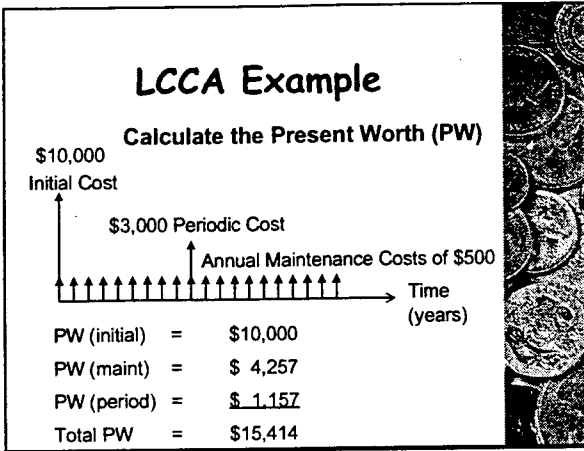 LCCA Example
Calculate the Present Worth (PW)
$10,000
Initial Cost
$3,000 Periodic Cost
Annual Maintenance Costs of $500
Time
(years)
PW (initial) = $10,000
PW (maint) = $ 4,257
PW (period) = $ 1,157
Total PW = $15,414